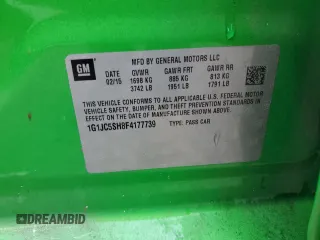 GM
MFD BY GENERAL MOTORS LLC
DATE GVWR GAWR FRT GAWR RR
02/15 1698 KG 885 KG 813 KG
3742 LB 1951 LB 1791 LB
THIS VEHICLE CONFORMS TO ALL APPLICABLE U.S. FEDERAL MOTOR
VEHICLE SAFETY, BUMPER, AND THEFT PREVENTION STANDARDS
IN EFFECT ON THE DATE OF MANUFACTURE SHOWN ABOVE.
1G1JC5SH8F4177739 TYPE: PASS CAR
DREAMBID